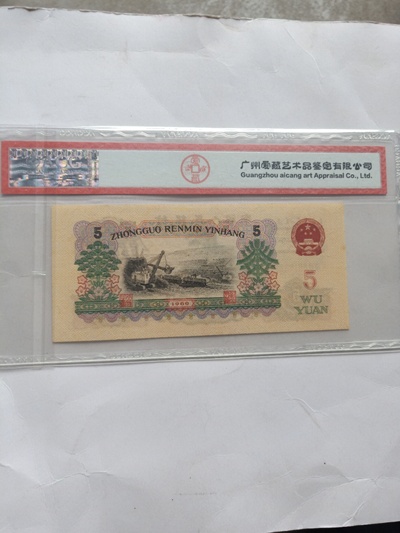 广州爱藏艺术品鉴定有限公司
Guangzhou aicang art Appraisal Co., Ltd.
5 ZHONGGUO RENMIN YINHANG 5
5
WU
YUAN
1960